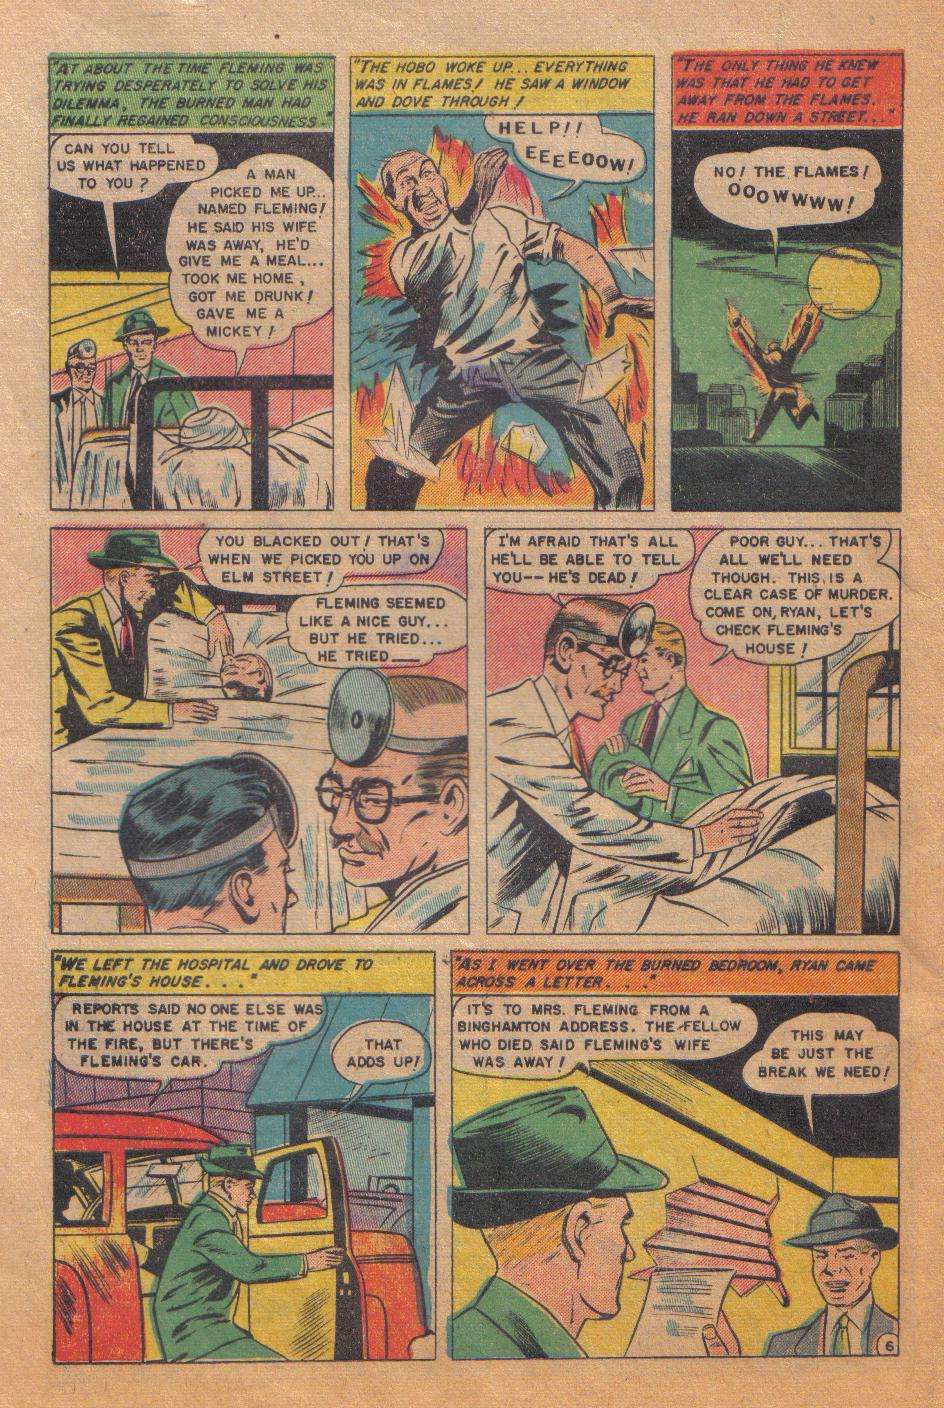 "AT ABOUT THE TIME FLEMING WAS
TRYING DESPERATELY TO SOLVE HIS
DILEMMA, THE BURNED MAN HAD
FINALLY REGAINED CONSCIOUSNESS."
CAN YOU TELL
US WHAT HAPPENED
TO YOU?
A MAN
PICKED ME UP..
NAMED FLEMING!
HE SAID HIS WIFE
WAS AWAY, HE'D
GIVE ME A MEAL...
TOOK ME HOME,
GOT ME DRUNK!
GAVE ME A
MICKEY!
"THE HOBO WOKE UP... EVERYTHING
WAS IN FLAMES! HE SAW A WINDOW
AND DOVE THROUGH!
HELP!!
EEEEOOW!
"THE ONLY THING HE KNEW
WAS THAT HE HAD TO GET
AWAY FROM THE FLAMES.
HE RAN DOWN A STREET..."
NO! THE FLAMES!
OOOWWWW!
YOU BLACKED OUT! THAT'S
WHEN WE PICKED YOU UP ON
ELM STREET!
FLEMING SEEMED
LIKE A NICE GUY...
BUT HE TRIED...
HE TRIED——
I'M AFRAID THAT'S ALL
HE'LL BE ABLE TO TELL
YOU-- HE'S DEAD!
POOR GUY... THAT'S
ALL WE'LL NEED
THOUGH. THIS IS A
CLEAR CASE OF MURDER.
COME ON, RYAN, LET'S
CHECK FLEMING'S
HOUSE!
"WE LEFT THE HOSPITAL AND DROVE TO
FLEMING'S HOUSE..."
REPORTS SAID NO ONE ELSE WAS
IN THE HOUSE AT THE TIME OF
THE FIRE, BUT THERE'S
FLEMING'S CAR.
THAT
ADDS UP!
"AS I WENT OVER THE BURNED BEDROOM, RYAN CAME
ACROSS A LETTER...."
IT'S TO MRS. FLEMING FROM A
BINGHAMTON ADDRESS. THE FELLOW
WHO DIED SAID FLEMING'S WIFE
WAS AWAY!
THIS MAY
BE JUST THE
BREAK WE NEED!
6